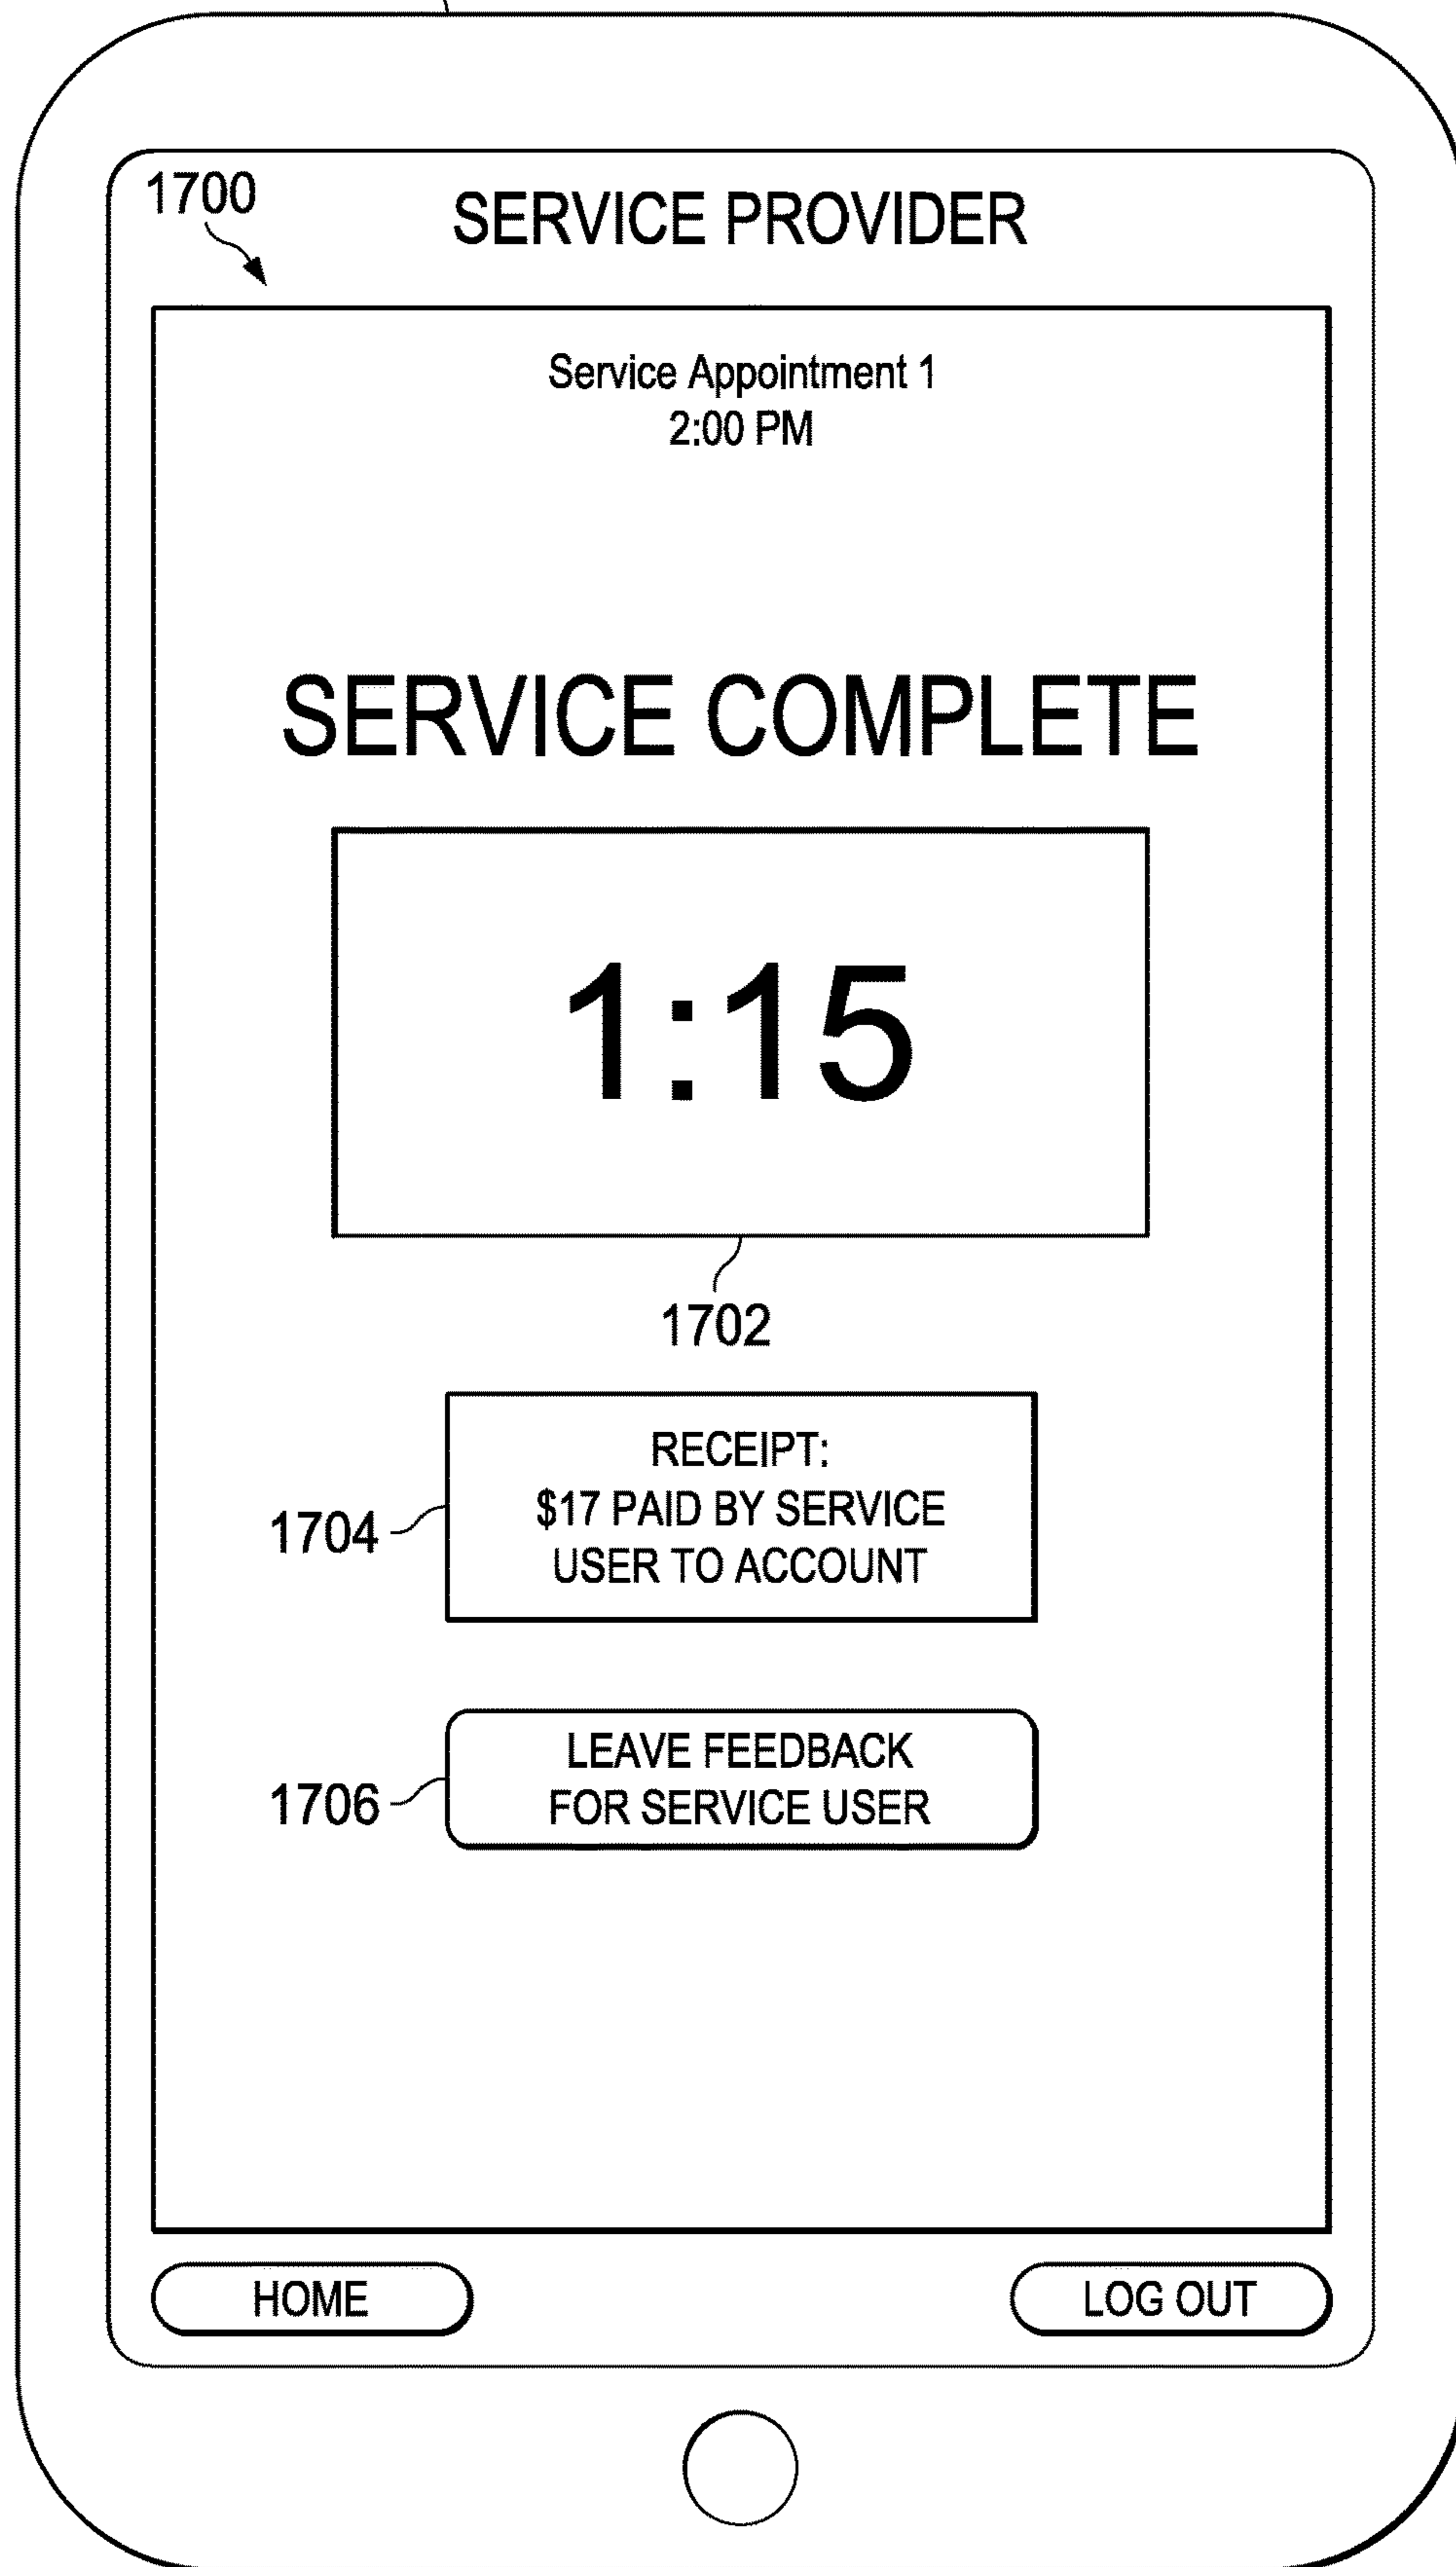 1700
SERVICE PROVIDER
Service Appointment 1
2:00 PM
SERVICE COMPLETE
1:15
1702
RECEIPT:
$17 PAID BY SERVICE
USER TO ACCOUNT
1704
LEAVE FEEDBACK
FOR SERVICE USER
1706
HOME
LOG OUT